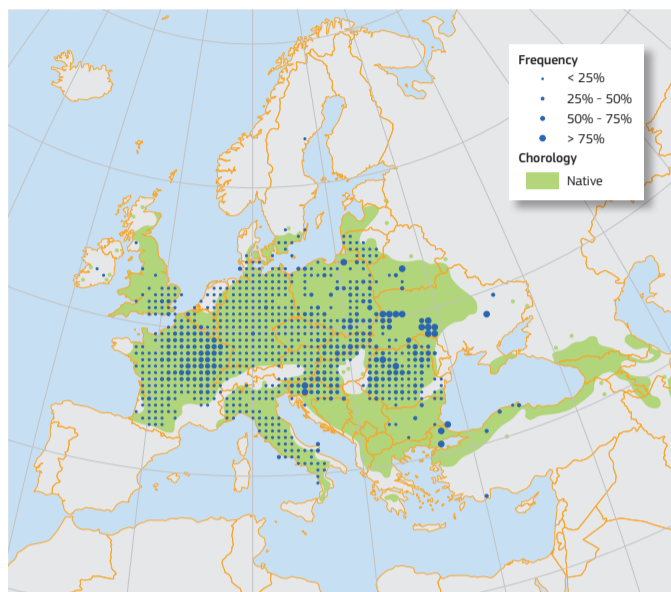 Frequency
< 25%
25% - 50%
50% - 75%
> 75%
Chorology
Native